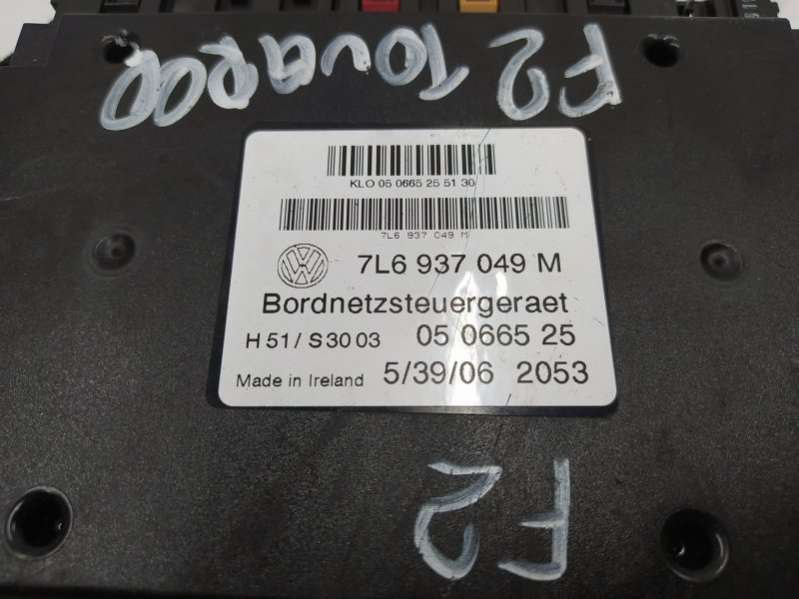 F2 TOVAROO
KLO 05 0665 25 51 30
7L6 937 049 M
7L6 937 049 M
Bordnetzsteuergeraet
H 51 / S 30 03 05 0665 25
Made in Ireland 5/39/06 2053
F2